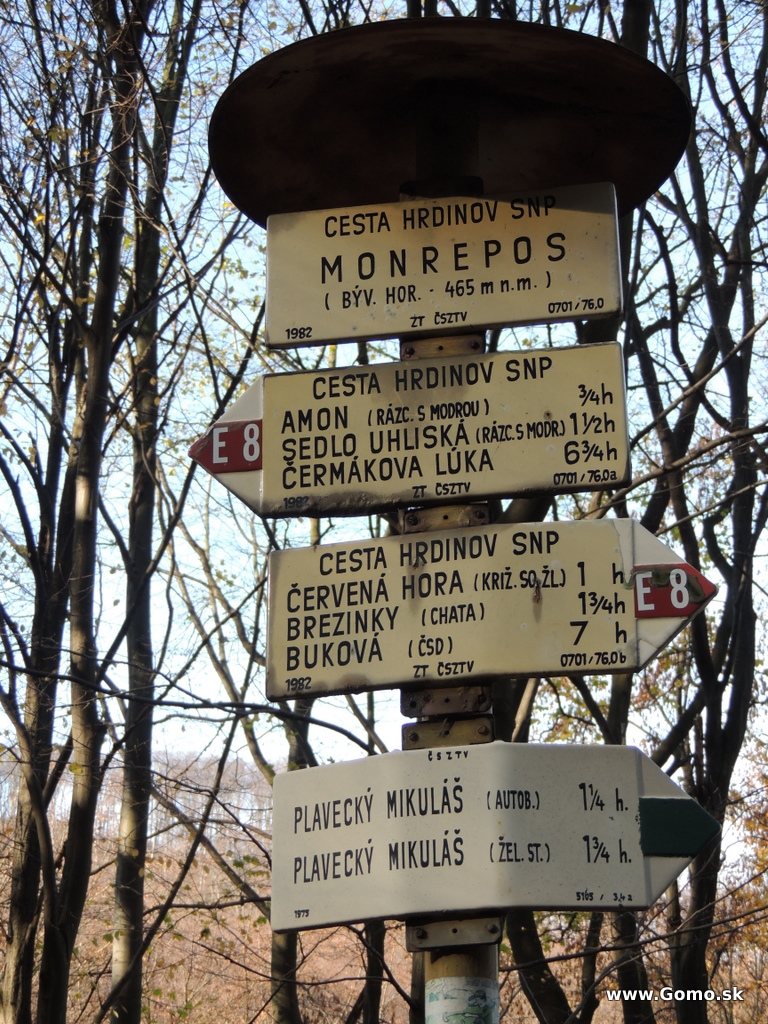 CESTA HRDINOV SNP
MONREPOS
( BÝV. HOR. - 465 m n.m. )
1982 ZT ČSZTV 0701/76,0
CESTA HRDINOV SNP
E 8
AMON (RÁZC. S MODROU) 3/4h
SEDLO UHLISKÁ (RÁZC. S MODR) 1 1/2h
ČERMÁKOVA LÚKA 6 3/4h
1982 ZT ČSZTV 0701/76,0a
CESTA HRDINOV SNP
ČERVENÁ HORA (KRIŽ. SO ŽL.) 1 h
BREZINKY (CHATA) 1 3/4h
E 8
BUKOVÁ (ČSD) 7 h
1982 ZT ČSZTV 0701/76,0b
ČSZTV
PLAVECKÝ MIKULÁŠ (AUTOB.) 1 1/4 h.
PLAVECKÝ MIKULÁŠ (ŽEL. ST.) 1 3/4 h.
1973 5165 / 3,4a
www.Gomo.sk